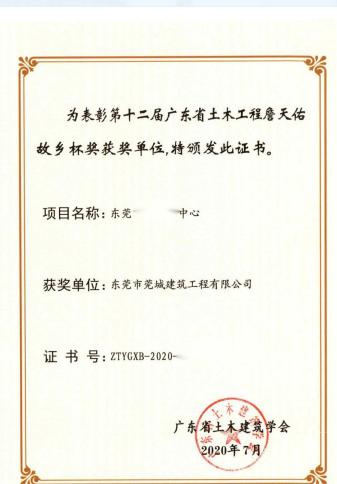 为表彰第十二届广东省土木工程詹天佑
故乡杯奖获奖单位,特颁发此证书。
项目名称: 东莞 中心
获奖单位: 东莞市莞城建筑工程有限公司
证 书 号: ZTYGXB-2020-
广东省土木建筑学会
2020年7月